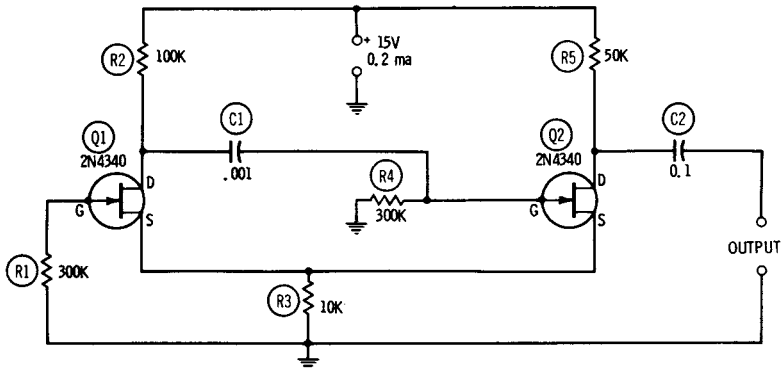 R2
100K
+ 15V
0.2 ma
R5
50K
C1
.001
C2
0.1
Q1
2N4340
Q2
2N4340
D
S
G
R4
300K
D
S
G
R1
300K
R3
10K
OUTPUT